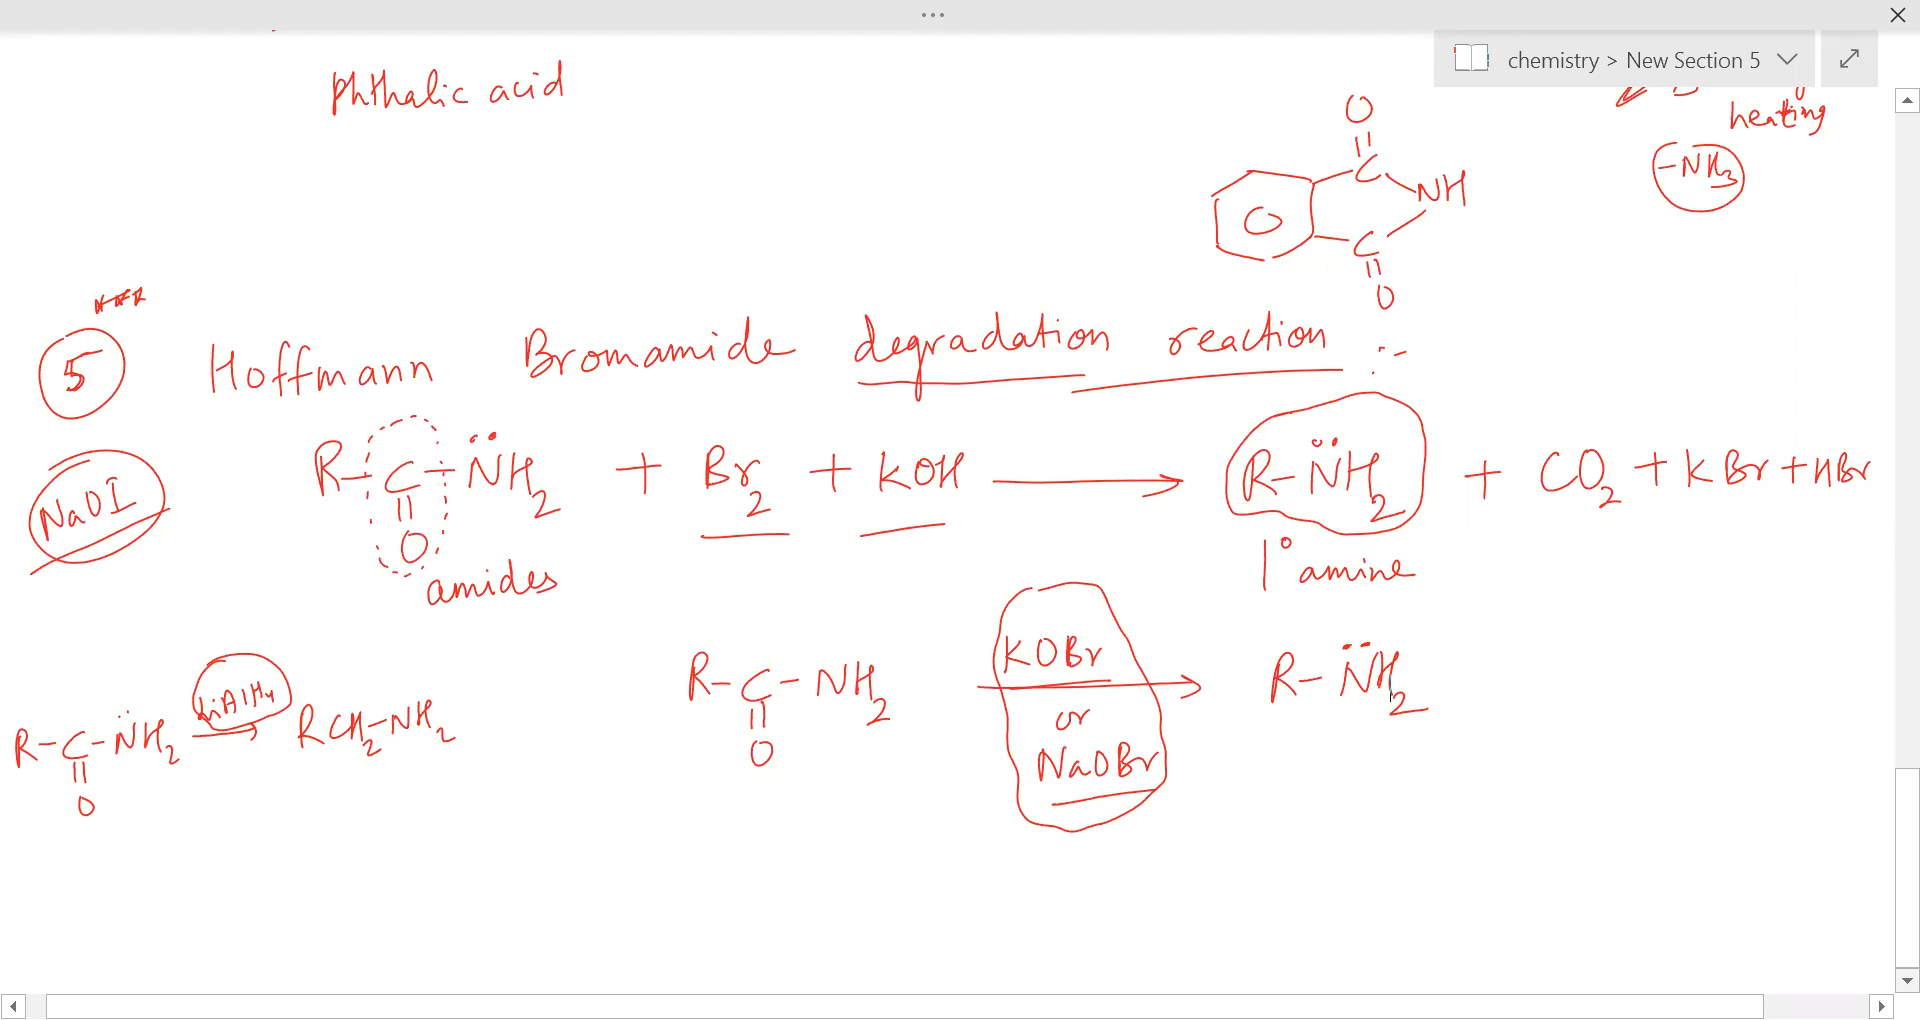 chemistry > New Section 5
Phthalic acid
heating
-NH3
O
||
C
NH
O
C
||
O
5
Hoffmann Bromamide degradation reaction :-
NaOI
R-C-NH2 + Br2 + KOH → R-NH2 + CO2 + KBr + HBr
||
O
amides
1° amine
R-C-NH2 KOBr or NaOBr → R-NH2
||
O
R-C-NH2 LiAlH4 → RCH2-NH2
||
O